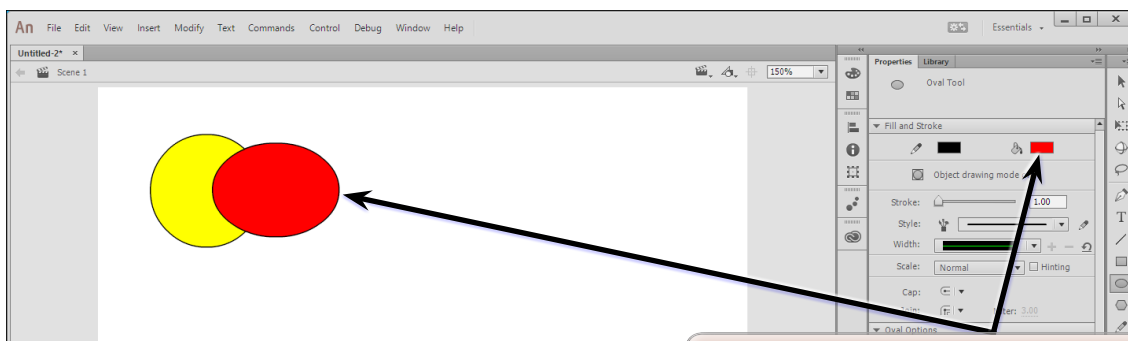 An File Edit View Insert Modify Text Commands Control Debug Window Help Essentials
Untitled-2* ×
Scene 1 150%
Properties Library
Oval Tool
Fill and Stroke
Object drawing mode
Stroke: 1.00
Style:
Width:
Scale: Normal Hinting
Cap:
3.00
Oval Options
T